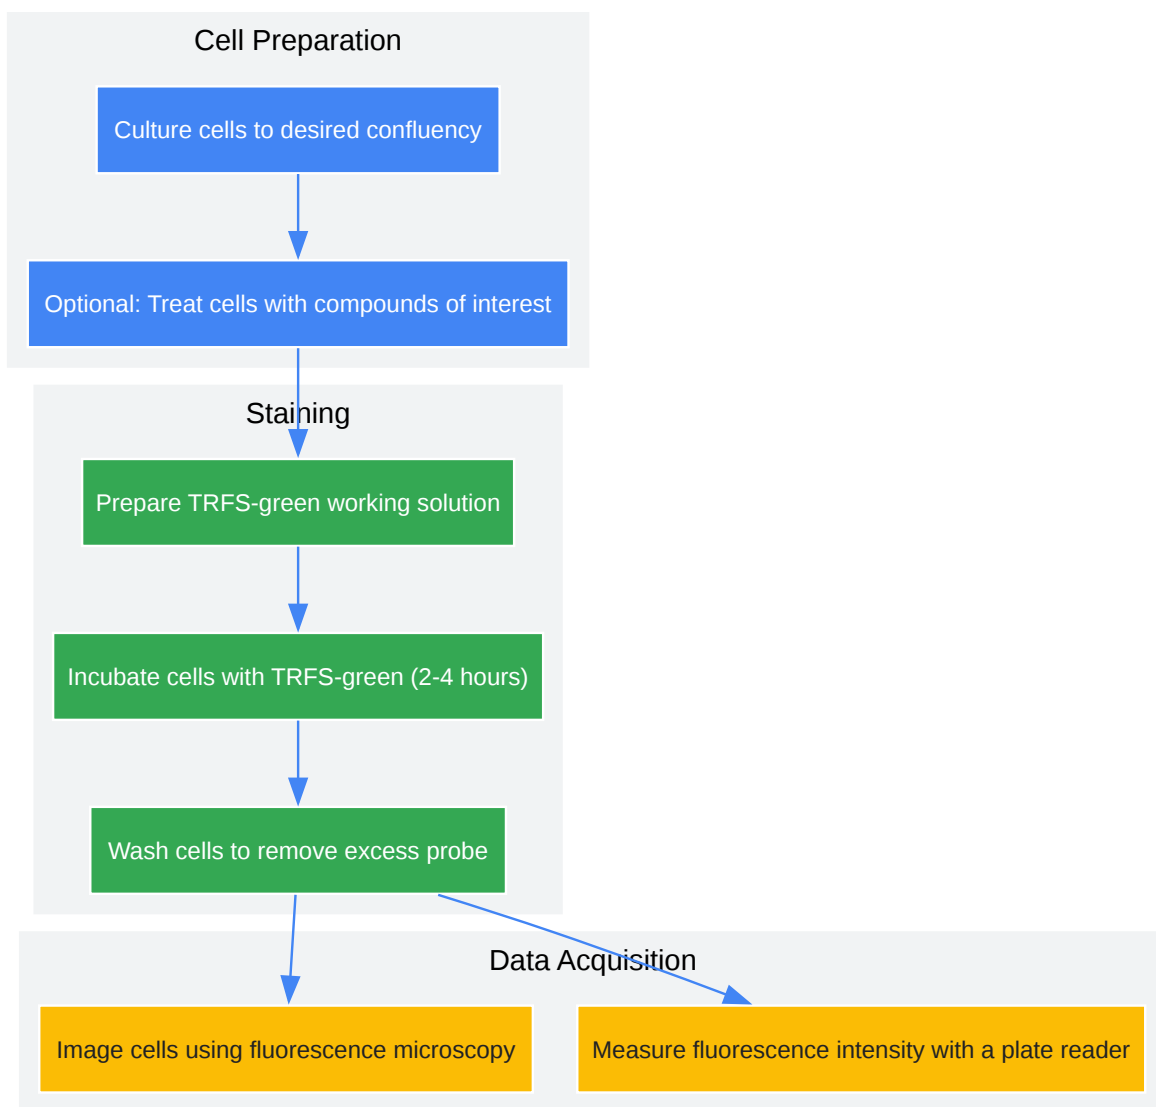 Cell Preparation
Culture cells to desired confluency
Optional: Treat cells with compounds of interest
Staining
Prepare TRFS-green working solution
Incubate cells with TRFS-green (2-4 hours)
Wash cells to remove excess probe
Data Acquisition
Image cells using fluorescence microscopy
Measure fluorescence intensity with a plate reader